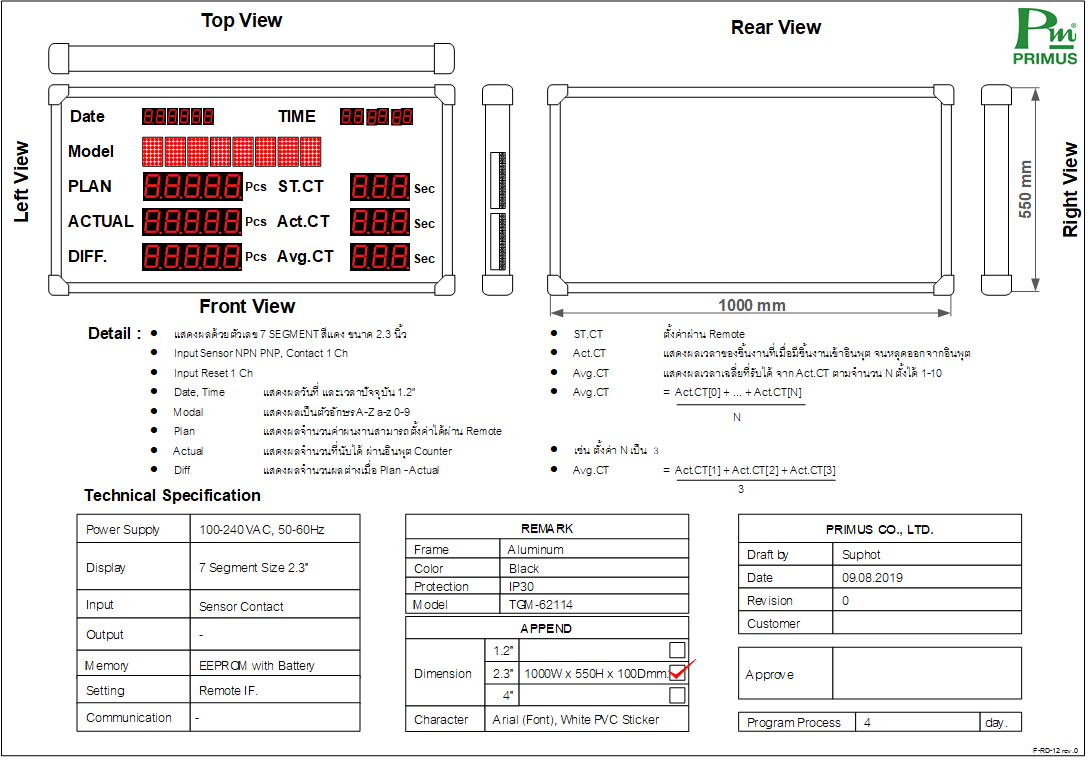 Top View
Rear View
Pm®
PRIMUS
Left View
Date TIME
Model
PLAN Pcs ST.CT Sec
ACTUAL Pcs Act.CT Sec
DIFF. Pcs Avg.CT Sec
550 mm
Right View
Front View
1000 mm
Detail : • แสดงผลด้วยตัวเลข 7 SEGMENT สีแดง ขนาด 2.3 นิ้ว
• Input Sensor NPN PNP, Contact 1 Ch
• Input Reset 1 Ch
• Date, Time แสดงผลวันที่ และเวลาปัจจุบัน 1.2"
• Modal แสดงผลเป็นตัวอักษร A-Z a-z 0-9
• Plan แสดงผลจำนวนค่าผนงานสามารถตั้งค่าได้ผ่าน Remote
• Actual แสดงผลจำนวนที่นับได้ ผ่านอินพุต Counter
• Diff แสดงผลจำนวนผลต่างเมื่อ Plan -Actual
• ST.CT ตั้งค่าผ่าน Remote
• Act.CT แสดงผลเวลาของชิ้นงานที่เมื่อมีชิ้นงานเข้าอินพุต จนหลุดออกจากอินพุต
• Avg.CT แสดงผลเวลาเฉลี่ยที่รับได้ จาก Act.CT ตามจำนวน N ตั้งได้ 1-10
• Avg.CT = Act.CT[0] + ... + Act.CT[N]
N
• เช่น ตั้งค่า N เป็น 3
• Avg.CT = Act.CT[1] + Act.CT[2] + Act.CT[3]
3
Technical Specification
Power Supply 100-240 VAC, 50-60Hz
Display 7 Segment Size 2.3"
Input Sensor Contact
Output -
Memory EEPROM with Battery
Setting Remote IF.
Communication -
REMARK
Frame Aluminum
Color Black
Protection IP30
Model TGM-62114
APPEND
Dimension
1.2"
2.3" 1000W x 550H x 100Dmm.
4"
Character Arial (Font), White PVC Sticker
PRIMUS CO., LTD.
Draft by Suphot
Date 09.08.2019
Revision 0
Customer
Approve
Program Process 4 day.
F-RD-12 rev .0